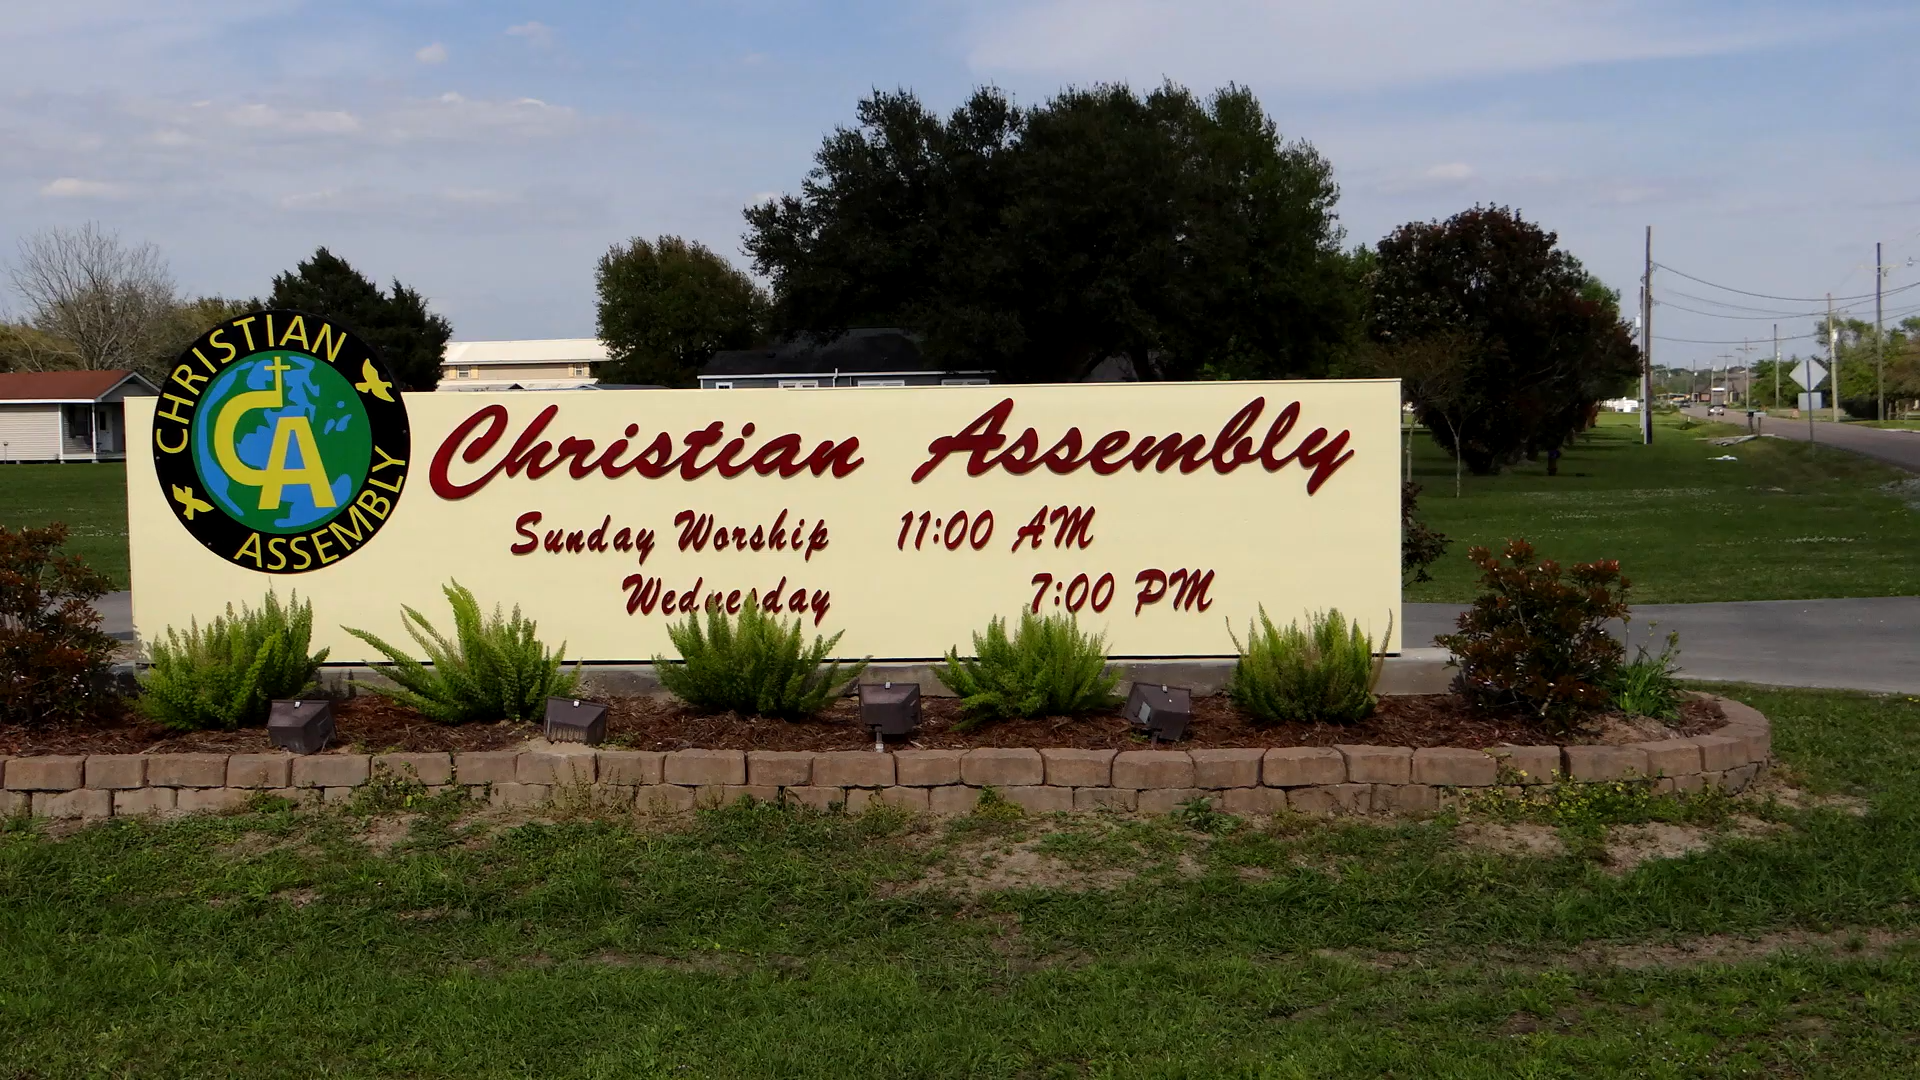 CHRISTIAN
CA
ASSEMBLY
Christian Assembly
Sunday Worship 11:00 AM
Wednesday 7:00 PM